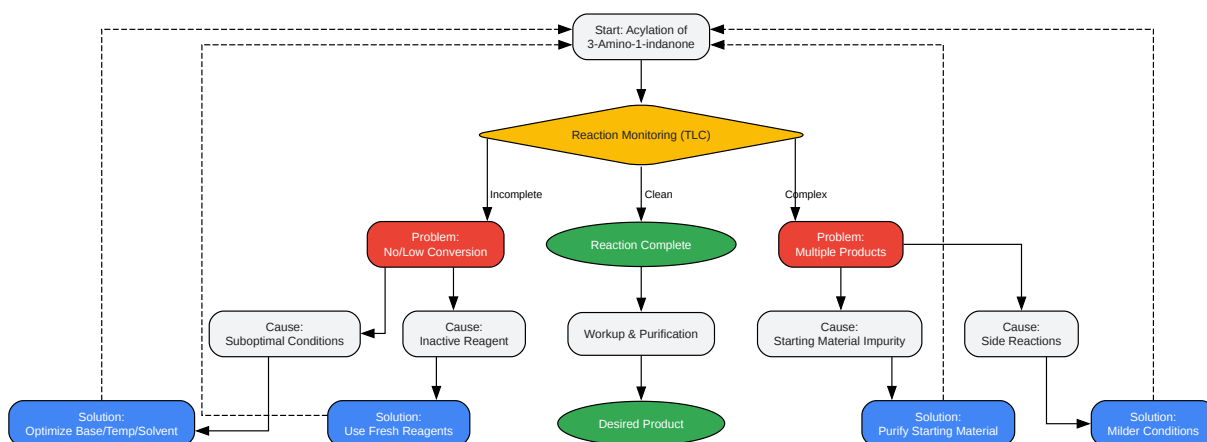 Start: Acylation of
3-Amino-1-indanone
Reaction Monitoring (TLC)
Incomplete
Clean
Complex
Problem:
No/Low Conversion
Reaction Complete
Problem:
Multiple Products
Cause:
Suboptimal Conditions
Cause:
Inactive Reagent
Workup & Purification
Cause:
Starting Material Impurity
Cause:
Side Reactions
Solution:
Optimize Base/Temp/Solvent
Solution:
Use Fresh Reagents
Desired Product
Solution:
Purify Starting Material
Solution:
Milder Conditions